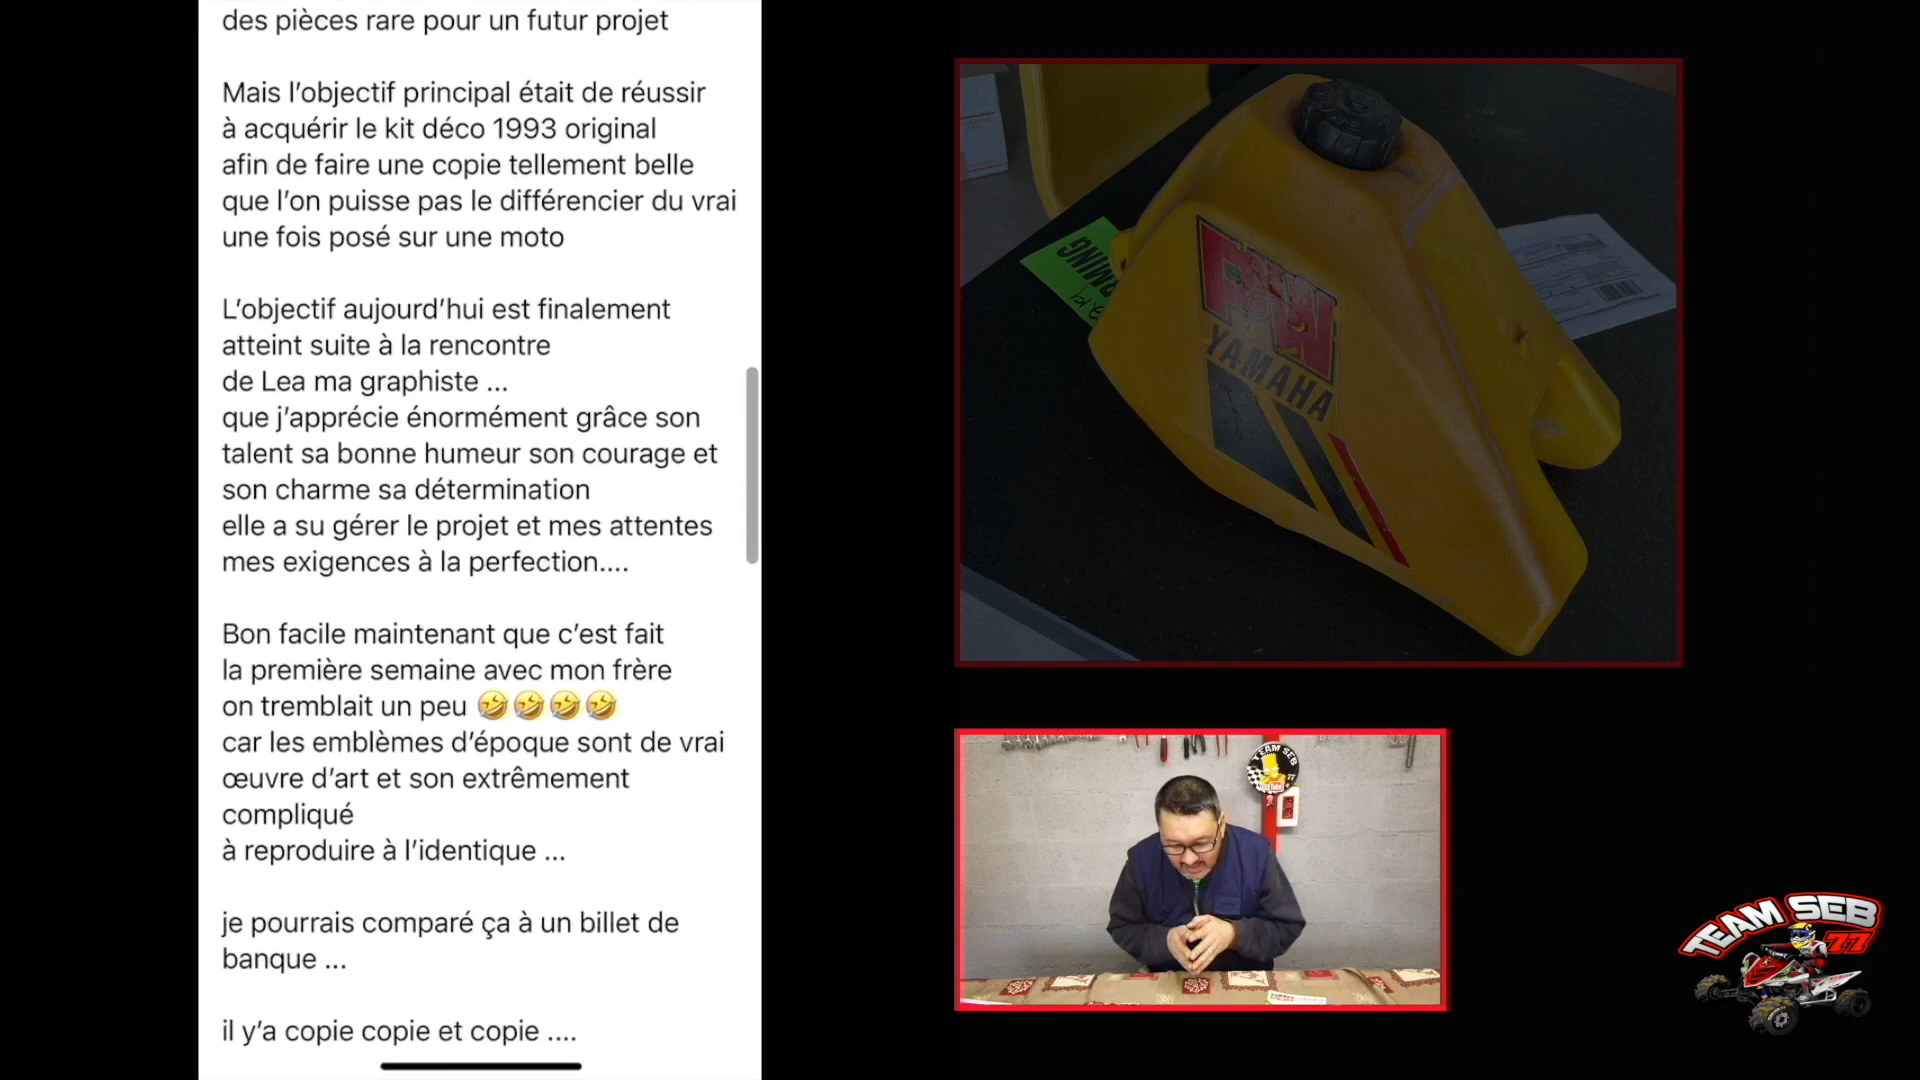 des pièces rare pour un futur projet
Mais l’objectif principal était de réussir
à acquérir le kit déco 1993 original
afin de faire une copie tellement belle
que l’on puisse pas le différencier du vrai
une fois posé sur une moto
L’objectif aujourd’hui est finalement
atteint suite à la rencontre
de Lea ma graphiste ...
que j’apprécie énormément grâce son
talent sa bonne humeur son courage et
son charme sa détermination
elle a su gérer le projet et mes attentes
mes exigences à la perfection....
Bon facile maintenant que c’est fait
la première semaine avec mon frère
on tremblait un peu 🤣🤣🤣🤣
car les emblèmes d’époque sont de vrai
œuvre d’art et son extrêmement
compliqué
à reproduire à l’identique ...
je pourrais comparé ça à un billet de
banque ...
il y’a copie copie et copie ....
PW
YAMAHA
TEAM SEB
TEAM SEB
77